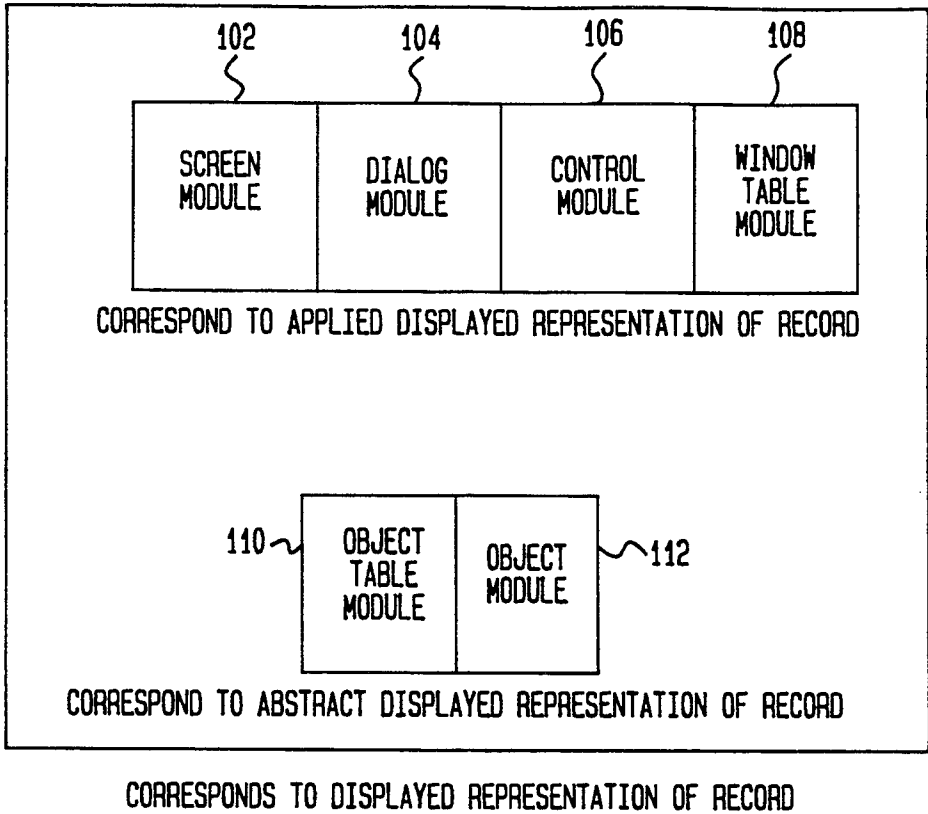 102 104 106 108
SCREEN MODULE
DIALOG MODULE
CONTROL MODULE
WINDOW TABLE MODULE
CORRESPOND TO APPLIED DISPLAYED REPRESENTATION OF RECORD
110
OBJECT TABLE MODULE
OBJECT MODULE
112
CORRESPOND TO ABSTRACT DISPLAYED REPRESENTATION OF RECORD
CORRESPONDS TO DISPLAYED REPRESENTATION OF RECORD